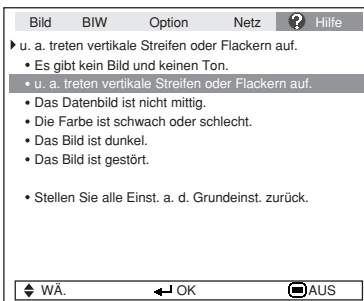 Bild BIW Option Netz ? Hilfe
u. a. treten vertikale Streifen oder Flackern auf.
• Es gibt kein Bild und keinen Ton.
• u. a. treten vertikale Streifen oder Flackern auf.
• Das Datenbild ist nicht mittig.
• Die Farbe ist schwach oder schlecht.
• Das Bild ist dunkel.
• Das Bild ist gestört.
• Stellen Sie alle Einst. a. d. Grundeinst. zurück.
WÄ. OK AUS